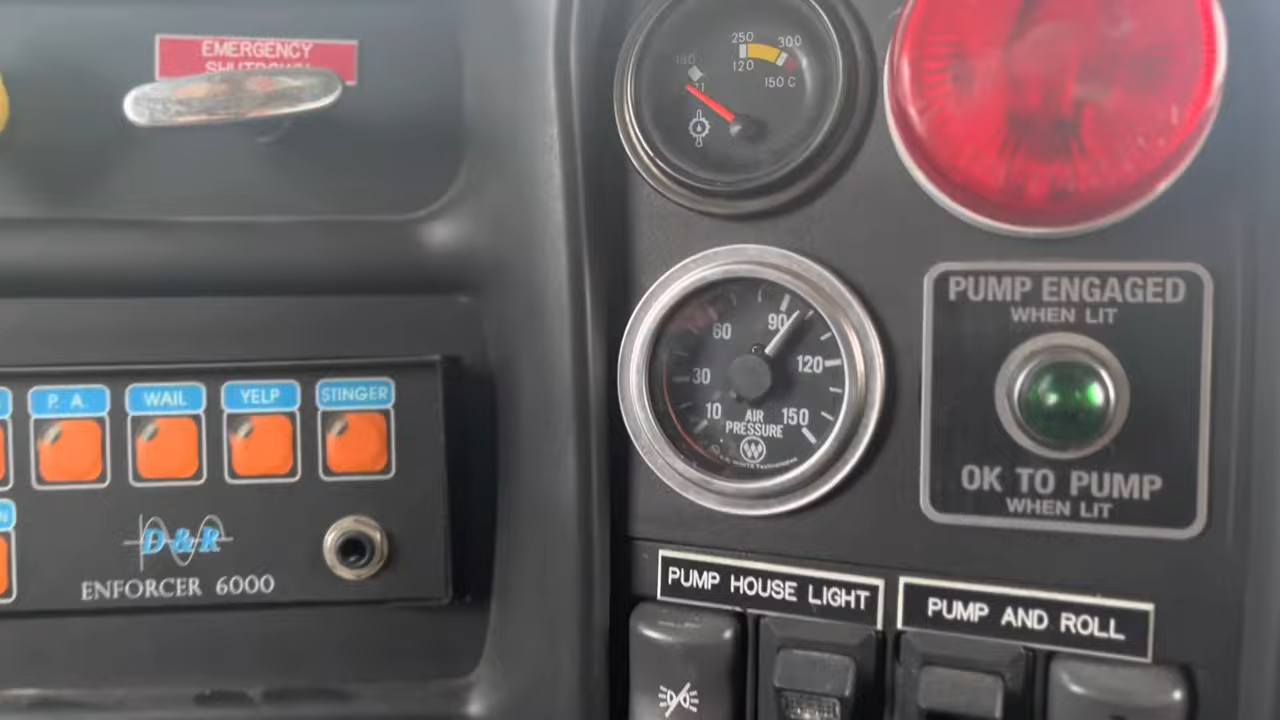 EMERGENCY
SHUTDOWN
180
71
250
300
120
150 C
60
90
30
120
10
150
AIR
PRESSURE
W
PUMP ENGAGED
WHEN LIT
OK TO PUMP
WHEN LIT
P. A.
WAIL
YELP
STINGER
D&R
ENFORCER 6000
PUMP HOUSE LIGHT
PUMP AND ROLL